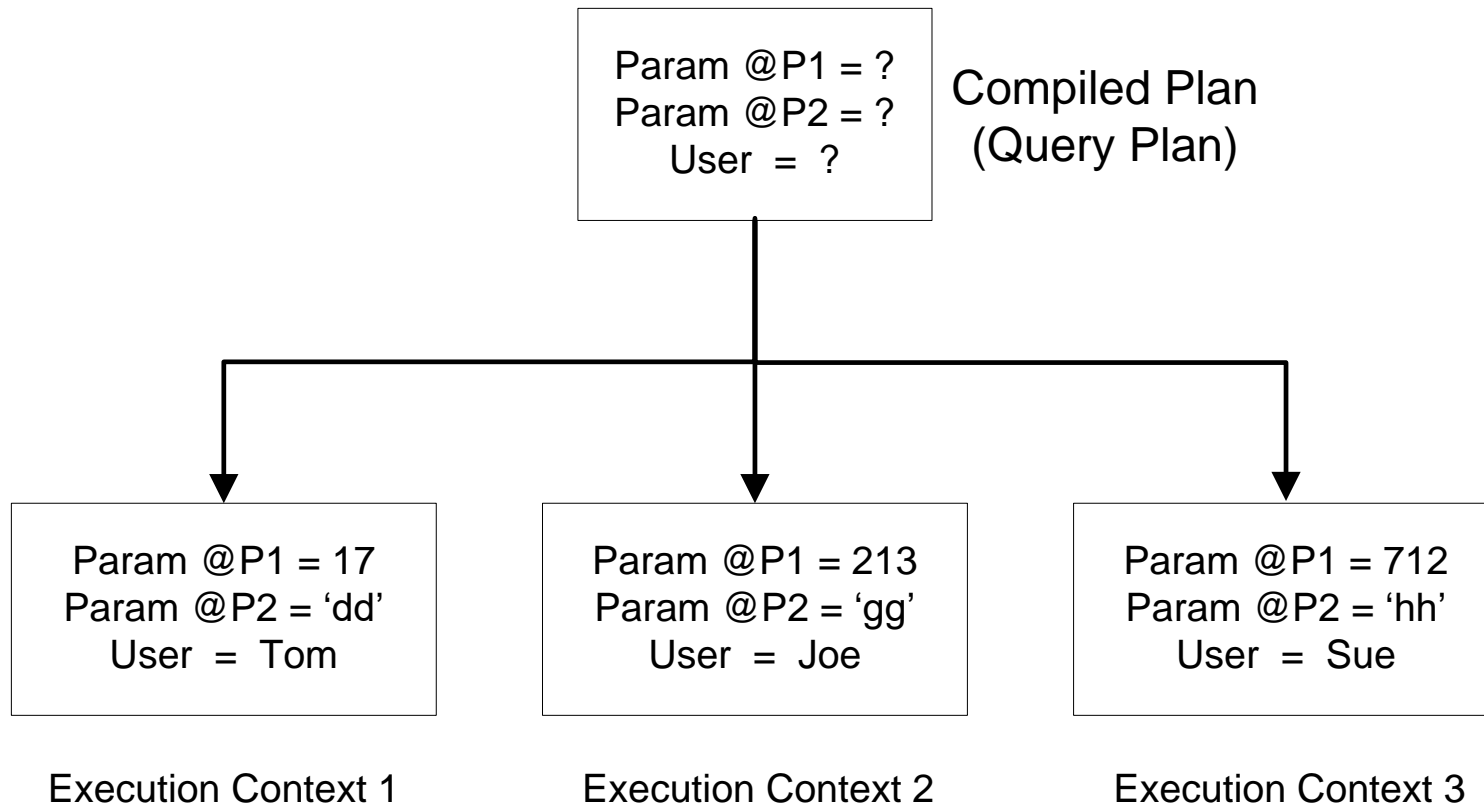 Param @P1 = ?
Param @P2 = ?
User = ?
Compiled Plan
(Query Plan)
Param @P1 = 17
Param @P2 = ‘dd’
User = Tom
Param @P1 = 213
Param @P2 = ‘gg’
User = Joe
Param @P1 = 712
Param @P2 = ‘hh’
User = Sue
Execution Context 1
Execution Context 2
Execution Context 3